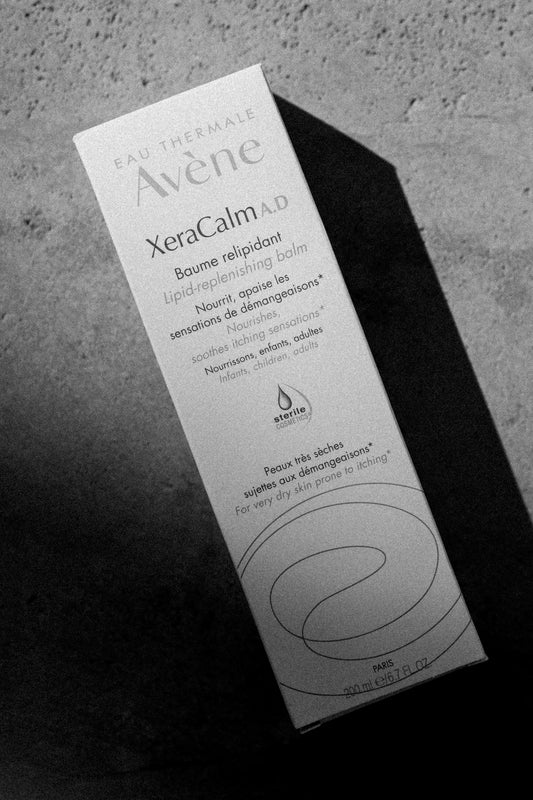 EAU THERMALE
Avène
XeraCalm A.D
Baume relipidant
Lipid-replenishing balm
Nourrit, apaise les
sensations de démangeaisons*
Nourishes,
soothes itching sensations*
Nourrissons, enfants, adultes
Infants, children, adults
sterile
COSMETICS®
Peaux très sèches
sujettes aux démangeaisons*
For very dry skin prone to itching*
PARIS
200 ml e/6.7 FL. OZ.